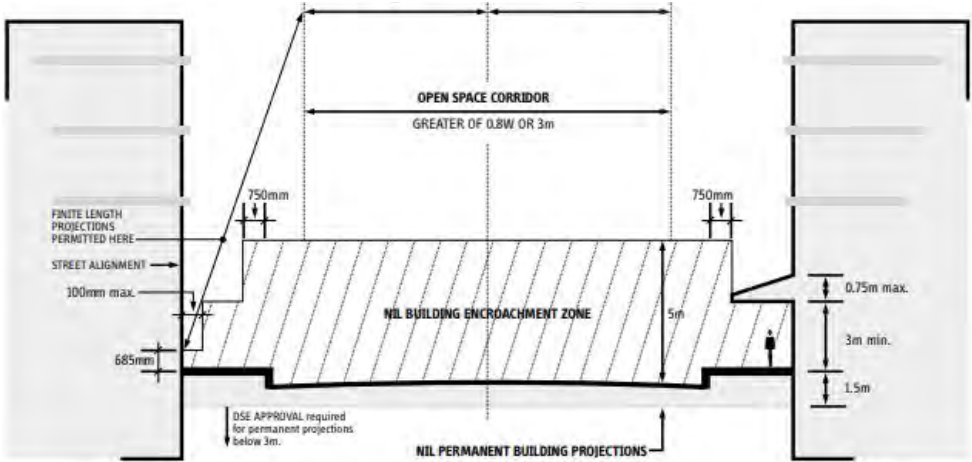 OPEN SPACE CORRIDOR
GREATER OF 0.8W OR 3m
750mm
750mm
FINITE LENGTH
PROJECTIONS
PERMITTED HERE
STREET ALIGNMENT
100mm max.
NIL BUILDING ENCROACHMENT ZONE
5m
0.75m max.
3m min.
685mm
1.5m
DSE APPROVAL required
for permanent projections
below 3m.
NIL PERMANENT BUILDING PROJECTIONS